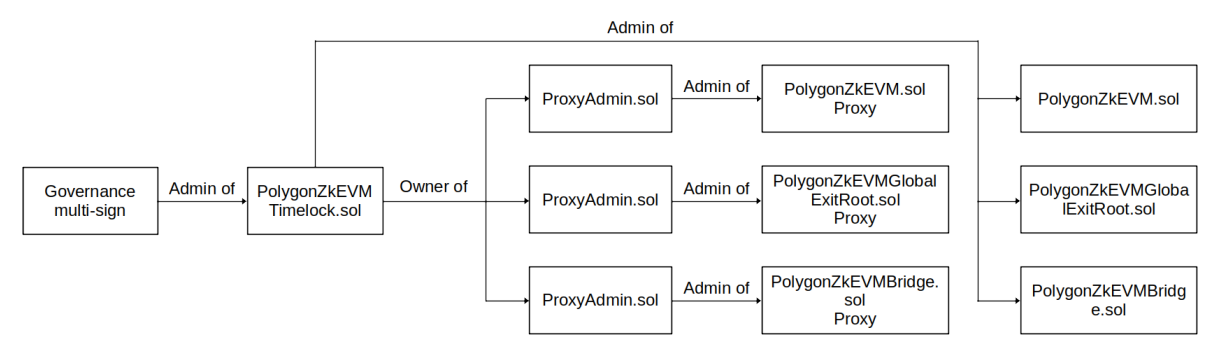 Admin of
ProxyAdmin.sol
Admin of
PolygonZkEVM.sol
Proxy
PolygonZkEVM.sol
Governance
multi-sign
Admin of
PolygonZkEVM
Timelock.sol
Owner of
ProxyAdmin.sol
Admin of
PolygonZkEVMGlobal
ExitRoot.sol
Proxy
PolygonZkEVMGloba
lExitRoot.sol
ProxyAdmin.sol
Admin of
PolygonZkEVMBridge.
sol
Proxy
PolygonZkEVMBridg
e.sol